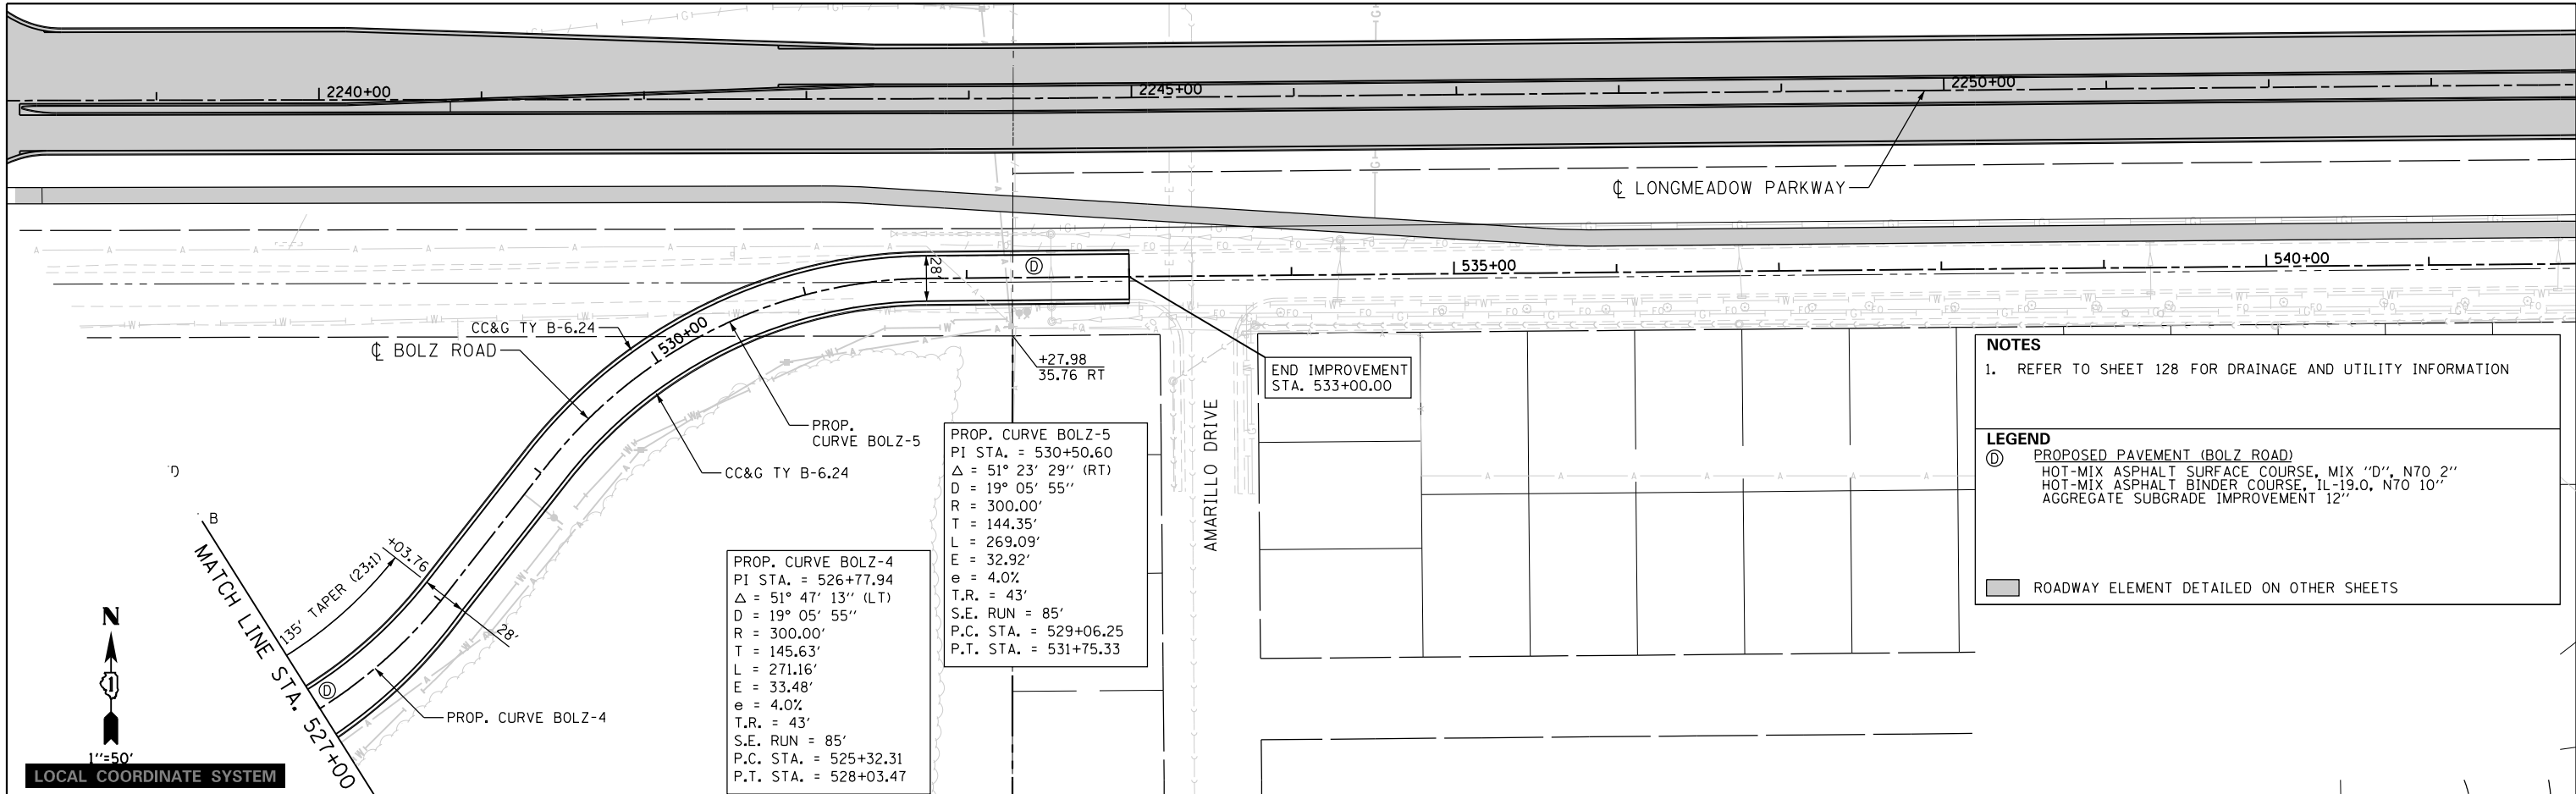 2240+00
2245+00
2250+00
℄ LONGMEADOW PARKWAY
28'
Ⓓ
535+00
540+00
CC&G TY B-6.24
℄ BOLZ ROAD
530+00
+27.98
35.76 RT
END IMPROVEMENT
STA. 533+00.00
PROP.
CURVE BOLZ-5
CC&G TY B-6.24
AMARILLO DRIVE
'D
B
MATCH LINE STA. 527+00
135' TAPER (23:1)
+03.76
28'
Ⓓ
PROP. CURVE BOLZ-4
N
1
1''=50'
LOCAL COORDINATE SYSTEM
PROP. CURVE BOLZ-4
PI STA. = 526+77.94
△ = 51° 47' 13'' (LT)
D = 19° 05' 55''
R = 300.00'
T = 145.63'
L = 271.16'
E = 33.48'
e = 4.0%
T.R. = 43'
S.E. RUN = 85'
P.C. STA. = 525+32.31
P.T. STA. = 528+03.47
PROP. CURVE BOLZ-5
PI STA. = 530+50.60
△ = 51° 23' 29'' (RT)
D = 19° 05' 55''
R = 300.00'
T = 144.35'
L = 269.09'
E = 32.92'
e = 4.0%
T.R. = 43'
S.E. RUN = 85'
P.C. STA. = 529+06.25
P.T. STA. = 531+75.33
NOTES
1. REFER TO SHEET 128 FOR DRAINAGE AND UTILITY INFORMATION
LEGEND
Ⓓ PROPOSED PAVEMENT (BOLZ ROAD)
HOT-MIX ASPHALT SURFACE COURSE, MIX "D", N70 2''
HOT-MIX ASPHALT BINDER COURSE, IL-19.0, N70 10''
AGGREGATE SUBGRADE IMPROVEMENT 12''
ROADWAY ELEMENT DETAILED ON OTHER SHEETS